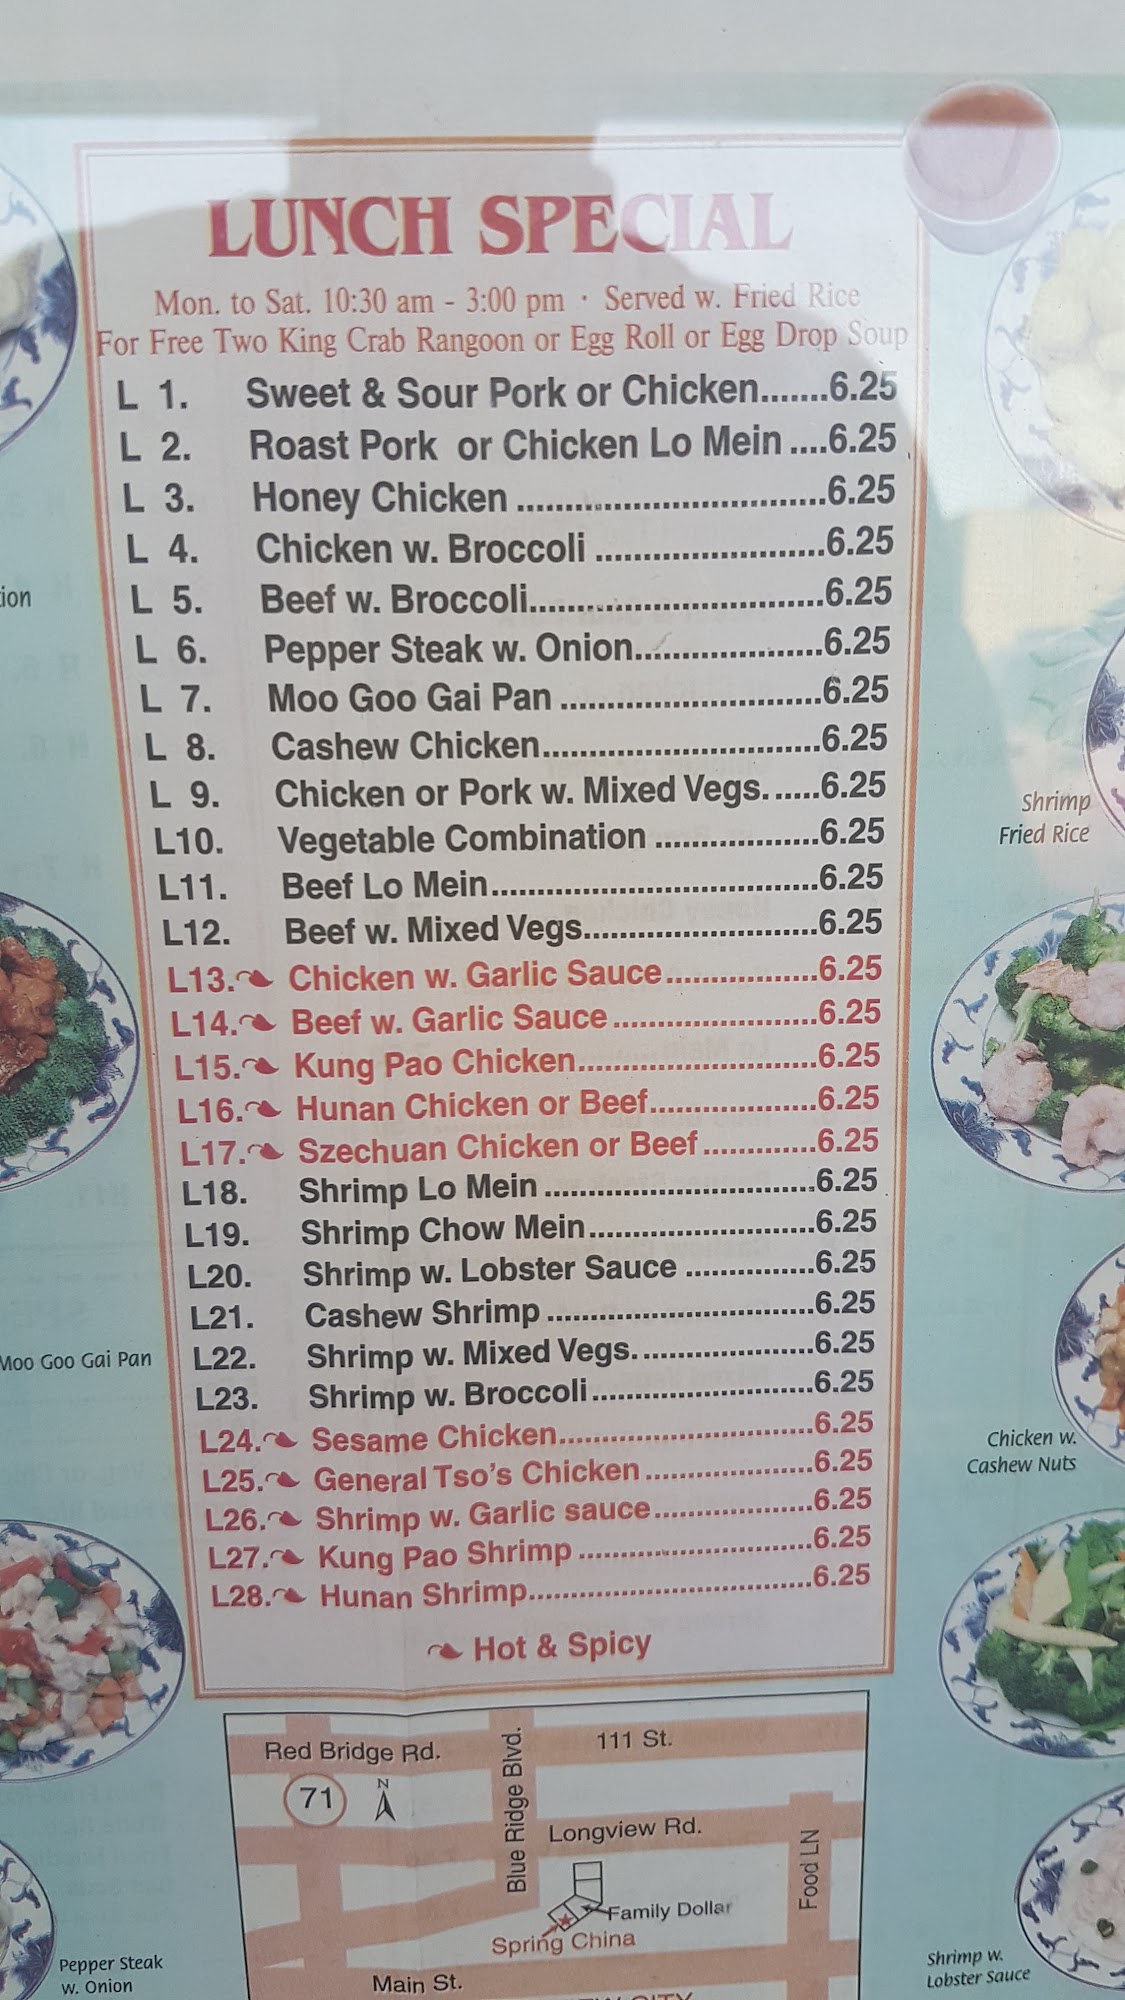 LUNCH SPECIAL
Mon. to Sat. 10:30 am - 3:00 pm · Served w. Fried Rice
For Free Two King Crab Rangoon or Egg Roll or Egg Drop Soup
L 1. Sweet & Sour Pork or Chicken.......6.25
L 2. Roast Pork or Chicken Lo Mein ....6.25
L 3. Honey Chicken ..............................6.25
L 4. Chicken w. Broccoli ......................6.25
L 5. Beef w. Broccoli............................6.25
L 6. Pepper Steak w. Onion..................6.25
L 7. Moo Goo Gai Pan .........................6.25
L 8. Cashew Chicken...........................6.25
L 9. Chicken or Pork w. Mixed Vegs. ......6.25
L10. Vegetable Combination ..................6.25
L11. Beef Lo Mein....................................6.25
L12. Beef w. Mixed Vegs..........................6.25
L13. Chicken w. Garlic Sauce................6.25
L14. Beef w. Garlic Sauce......................6.25
L15. Kung Pao Chicken..........................6.25
L16. Hunan Chicken or Beef..................6.25
L17. Szechuan Chicken or Beef............6.25
L18. Shrimp Lo Mein .............................6.25
L19. Shrimp Chow Mein........................6.25
L20. Shrimp w. Lobster Sauce ..............6.25
L21. Cashew Shrimp .............................6.25
L22. Shrimp w. Mixed Vegs. ...................6.25
L23. Shrimp w. Broccoli.........................6.25
L24. Sesame Chicken.............................6.25
L25. General Tso's Chicken ...................6.25
L26. Shrimp w. Garlic sauce..................6.25
L27. Kung Pao Shrimp ..........................6.25
L28. Hunan Shrimp................................6.25
Hot & Spicy
tion
Moo Goo Gai Pan
Pepper Steak
w. Onion
Shrimp
Fried Rice
Chicken w.
Cashew Nuts
Shrimp w.
Lobster Sauce
Red Bridge Rd.
111 St.
71
N
Blue Ridge Blvd.
Longview Rd.
Food LN
Family Dollar
Spring China
Main St.